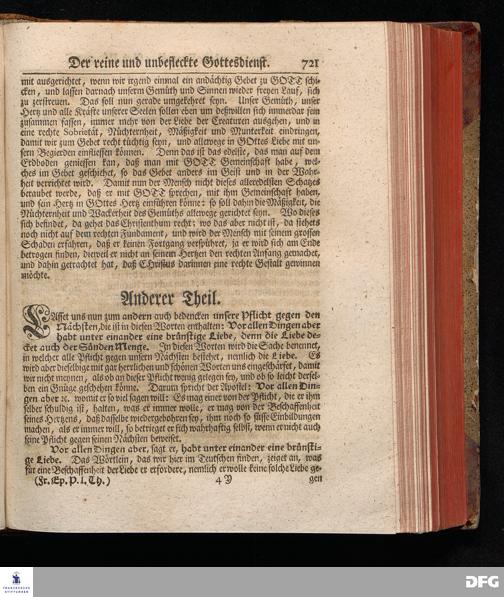 Der reine und unbefleckte Gottesdienst. 721
mit ausgerichtet, wenn wir irgend einmal ein andächtig Gebet zu GOTT schi-
cken, und lassen darnach unserm Gemüth und Sinnen wieder freyen Lauf, sich
zu zerstreuen. Das soll nun gerade umgekehret seyn. Unser Gemüth, unser
Hertz und alle Kräfte unserer Seelen sollen eben um deßwillen sich immerdar fein
zusammen fassen, immer mehr von der Liebe der Creaturen ausgehen, und in
eine rechte Sobrietät, Nüchternheit, Mäßigkeit und Munterkeit eindringen,
damit wir zum Gebet recht tüchtig seyn, und allewege in GOttes Liebe mit un-
sern Begierden einfliessen können. Denn das ist das edelste, das man auf dem
Erdboden geniessen kan, daß man mit GOTT Gemeinschaft habe, wel-
ches im Gebet geschiehet, so das Gebet anders im Geist und in der Wahr-
heit verrichtet wird. Damit nun der Mensch nicht dieses alleredelsten Schatzes
beraubet werde, daß er mit GOTT sprechen, mit ihm Gemeinschaft haben,
und sein Hertz in GOttes Hertz einführen könne: so soll dahin die Mäßigkeit, die
Nüchternheit und Wackerheit des Gemüths allewege gerichtet seyn. Wo dieses
sich befindet, da gehet das Christenthum recht: wo das aber nicht ist, da stehets
noch nicht auf dem rechten Fundament, und wird der Mensch mit seinem grossen
Schaden erfahren, daß er keinen Fortgang verspühret, ja er wird sich am Ende
betrogen finden, dieweil er nicht an seinem Hertzen den rechten Anfang gemachet,
und dahin getrachtet hat, daß CHristus darinnen eine rechte Gestalt gewinnen
möchte.
Anderer Theil.
LAsset uns nun zum andern auch bedencken unsere Pflicht gegen den
Nächsten, die ist in diesen Worten enthalten: Vor allen Dingen aber
habt unter einander eine brünstige Liebe, denn die Liebe de-
cket auch der Sünden Menge. In diesen Worten wird die Sache benennet,
in welcher alle Pflicht gegen unsern Nächsten bestehet, nemlich die Liebe. Es
wird aber dieselbige mit gar herrlichen und schönen Worten uns eingeschärfet, damit
wir nicht meynen, als ob an dieser Pflicht wenig gelegen sey, und ob so leicht dersel-
ben ein Gnüge geschehen könne. Darum spricht der Apostel: Vor allen Din-
gen aber ꝛc. womit er so viel sagen will: Es mag einer von der Pflicht, die er ihm
selber schuldig ist, halten, was er immer wolle, er mag von der Beschaffenheit
seines Hertzens, daß dasselbe wiedergebohren sey, ihm noch so süsse Einbildungen
machen, als er immer will, so betrieget er sich wahrhaftig selbst, wenn er nicht auch
seine Pflicht gegen seinen Nächsten beweiset.
Vor allen Dingen aber, sagt er, habt unter einander eine brünsti-
ge Liebe. Das Wörtlein, das wir hier im Teutschen finden, zeiget an, was
für eine Beschaffenheit der Liebe er erfordere, nemlich er wolle keine solche Liebe ge-
(Fr. Ep. P. I. Th.) 4 Y gen
FRANCKESCHE
STIFTUNGEN
DFG